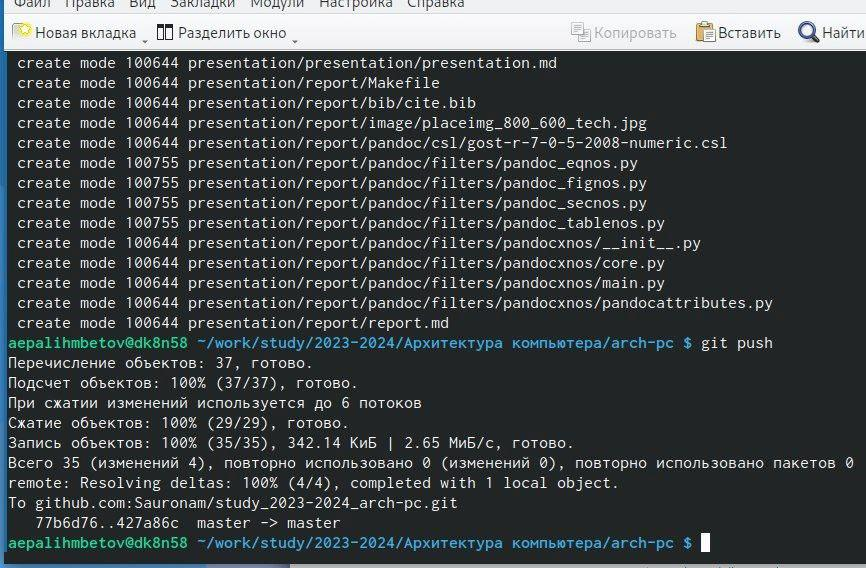 Файл Правка Вид Закладки Модули Настройка Справка
Новая вкладка Разделить окно Копировать Вставить Найти
create mode 100644 presentation/presentation/presentation.md
create mode 100644 presentation/report/Makefile
create mode 100644 presentation/report/bib/cite.bib
create mode 100644 presentation/report/image/placeimg_800_600_tech.jpg
create mode 100644 presentation/report/pandoc/csl/gost-r-7-0-5-2008-numeric.csl
create mode 100755 presentation/report/pandoc/filters/pandoc_eqnos.py
create mode 100755 presentation/report/pandoc/filters/pandoc_fignos.py
create mode 100755 presentation/report/pandoc/filters/pandoc_secnos.py
create mode 100755 presentation/report/pandoc/filters/pandoc_tablenos.py
create mode 100644 presentation/report/pandoc/filters/pandocxnos/__init__.py
create mode 100644 presentation/report/pandoc/filters/pandocxnos/core.py
create mode 100644 presentation/report/pandoc/filters/pandocxnos/main.py
create mode 100644 presentation/report/pandoc/filters/pandocxnos/pandocattributes.py
create mode 100644 presentation/report/report.md
aepalihmbetov@dk8n58 ~/work/study/2023-2024/Архитектура компьютера/arch-pc $ git push
Перечисление объектов: 37, готово.
Подсчет объектов: 100% (37/37), готово.
При сжатии изменений используется до 6 потоков
Сжатие объектов: 100% (29/29), готово.
Запись объектов: 100% (35/35), 342.14 КиБ | 2.65 МиБ/с, готово.
Всего 35 (изменений 4), повторно использовано 0 (изменений 0), повторно использовано пакетов 0
remote: Resolving deltas: 100% (4/4), completed with 1 local object.
To github.com:Sauronam/study_2023-2024_arch-pc.git
77b6d76..427a86c master -> master
aepalihmbetov@dk8n58 ~/work/study/2023-2024/Архитектура компьютера/arch-pc $